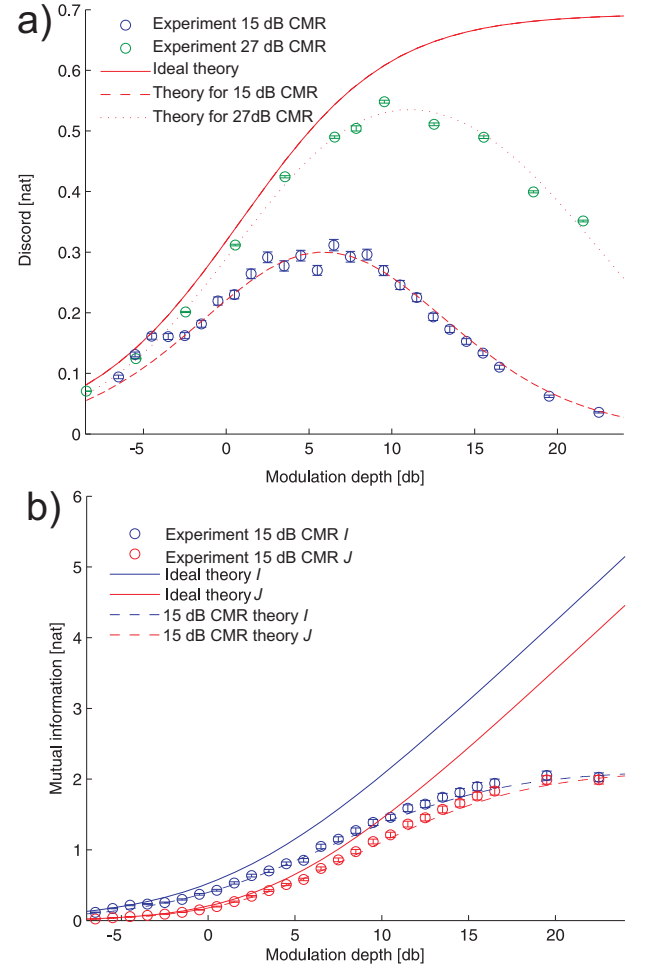 a)
0.7
0.6
0.5
0.4
0.3
0.2
0.1
0
Discord [nat]
Experiment 15 dB CMR
Experiment 27 dB CMR
Ideal theory
Theory for 15 dB CMR
Theory for 27dB CMR
-5 0 5 10 15 20
Modulation depth [db]
b)
6
5
4
3
2
1
0
Mutual information [nat]
Experiment 15 dB CMR I
Experiment 15 dB CMR J
Ideal theory I
Ideal theory J
15 dB CMR theory I
15 dB CMR theory J
-5 0 5 10 15 20
Modulation depth [db]